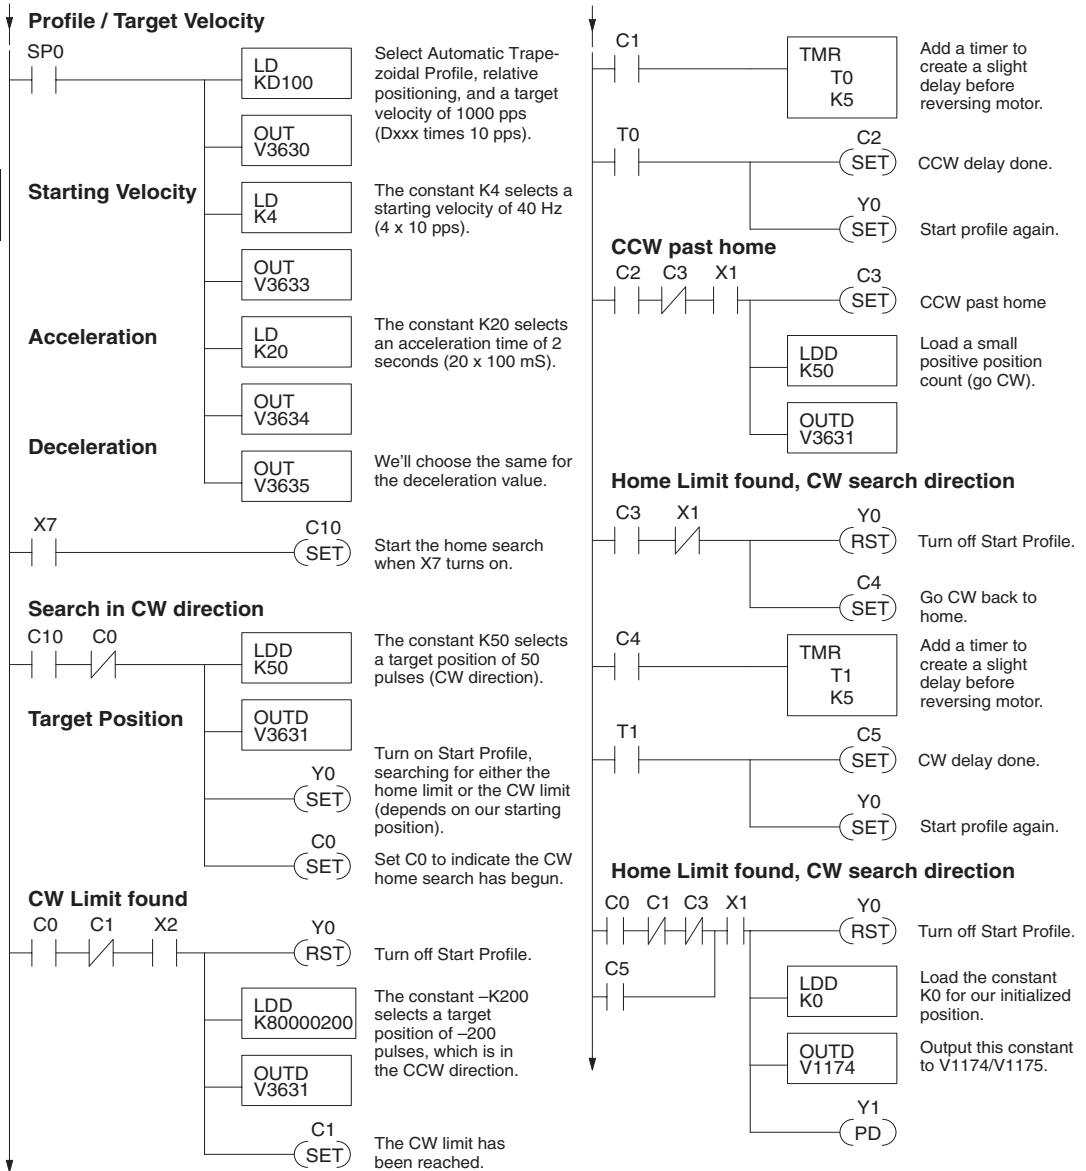 Profile / Target Velocity
SP0
LD
KD100
Select Automatic Trape-
zoidal Profile, relative
positioning, and a target
velocity of 1000 pps
(Dxxx times 10 pps).
OUT
V3630
Starting Velocity
LD
K4
The constant K4 selects a
starting velocity of 40 Hz
(4 x 10 pps).
OUT
V3633
Acceleration
LD
K20
The constant K20 selects
an acceleration time of 2
seconds (20 x 100 mS).
OUT
V3634
Deceleration
OUT
V3635
We'll choose the same for
the deceleration value.
X7
C10
SET
Start the home search
when X7 turns on.
Search in CW direction
C10 C0
LDD
K50
The constant K50 selects
a target position of 50
pulses (CW direction).
Target Position
OUTD
V3631
Y0
SET
Turn on Start Profile,
searching for either the
home limit or the CW limit
(depends on our starting
position).
C0
SET
Set C0 to indicate the CW
home search has begun.
CW Limit found
C0 C1 X2
Y0
RST
Turn off Start Profile.
LDD
K80000200
The constant –K200
selects a target
position of –200
pulses, which is in
the CCW direction.
OUTD
V3631
C1
SET
The CW limit has
been reached.
C1
TMR
T0
K5
Add a timer to
create a slight
delay before
reversing motor.
T0
C2
SET
CCW delay done.
Y0
SET
Start profile again.
CCW past home
C2 C3 X1
C3
SET
CCW past home
LDD
K50
Load a small
positive position
count (go CW).
OUTD
V3631
Home Limit found, CW search direction
C3 X1
Y0
RST
Turn off Start Profile.
C4
SET
Go CW back to
home.
C4
TMR
T1
K5
Add a timer to
create a slight
delay before
reversing motor.
T1
C5
SET
CW delay done.
Y0
SET
Start profile again.
Home Limit found, CW search direction
C0 C1 C3 X1
Y0
RST
Turn off Start Profile.
C5
LDD
K0
Load the constant
K0 for our initialized
position.
OUTD
V1174
Output this constant
to V1174/V1175.
Y1
PD